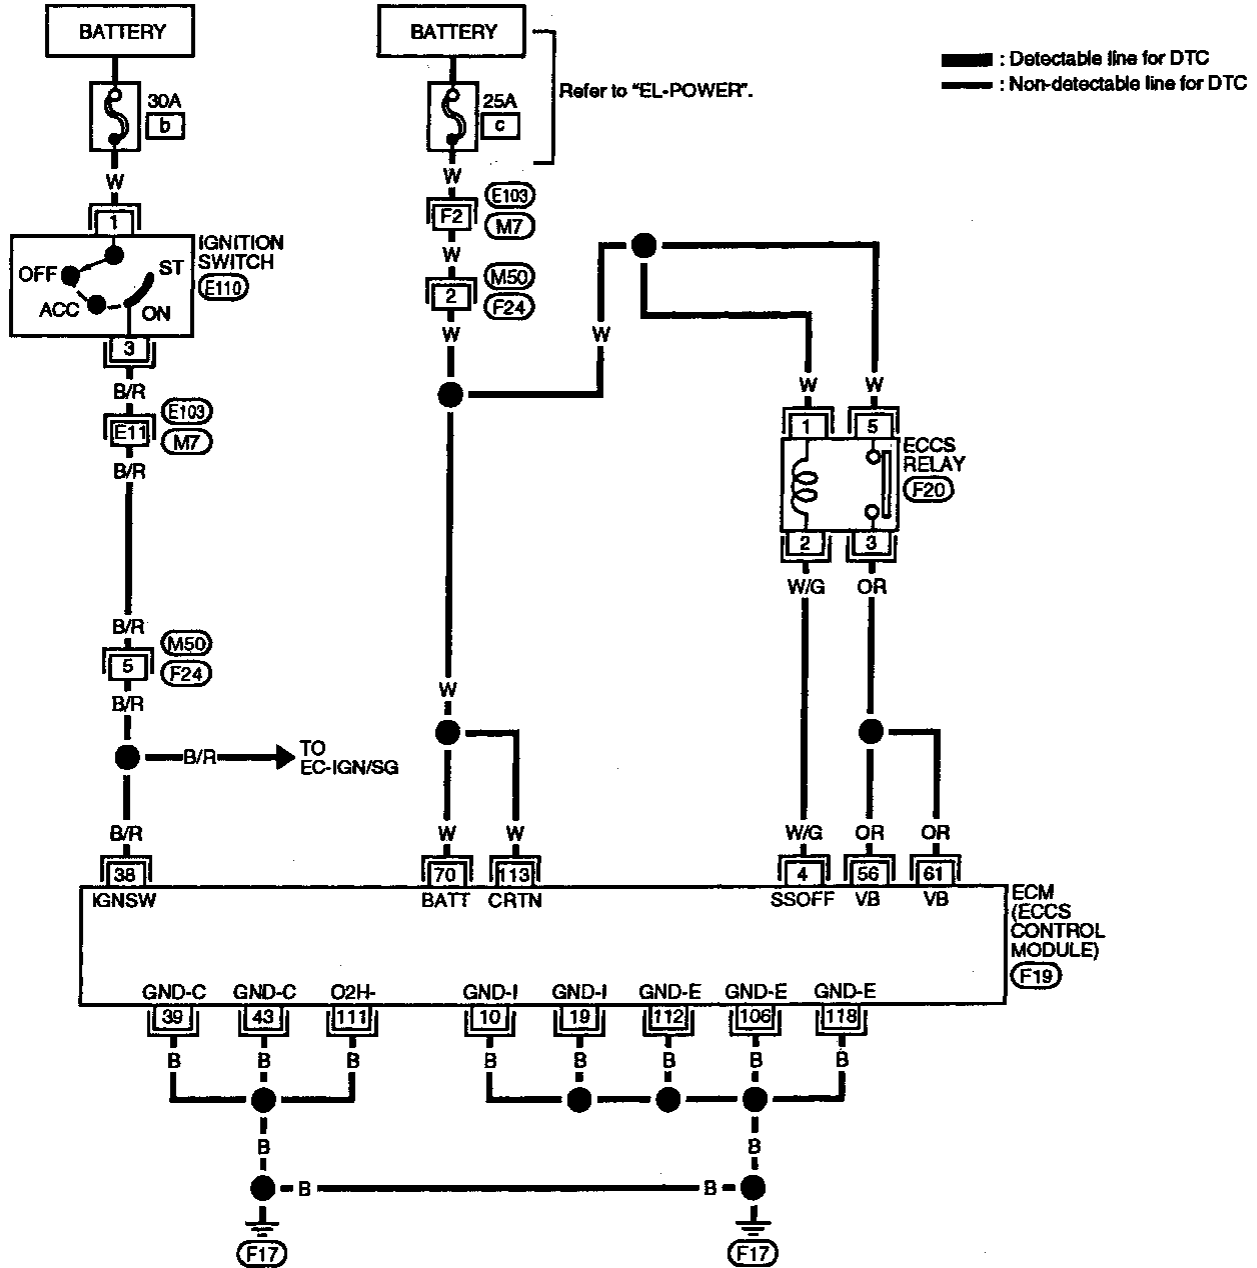 BATTERY
BATTERY
: Detectable line for DTC
: Non-detectable line for DTC
Refer to "EL-POWER".
30A
b
25A
c
W
W
1
F2
E103
M7
IGNITION
SWITCH
E110
OFF
ST
ACC
ON
W
2
M50
F24
3
W
W
B/R
W
W
E11
E103
M7
1
5
B/R
ECCS
RELAY
F20
2
3
W/G
OR
B/R
M50
F24
5
B/R
W
B/R
TO
EC-IGN/SG
B/R
W
W
W/G
OR
OR
38
70
113
4
56
61
IGNSW
BATT
CRTN
SSOFF
VB
VB
ECM
(ECCS
CONTROL
MODULE)
F19
GND-C
GND-C
O2H-
GND-I
GND-I
GND-E
GND-E
GND-E
39
43
111
10
19
112
106
118
B
B
B
B
B
B
B
B
B
B
B
B
F17
F17